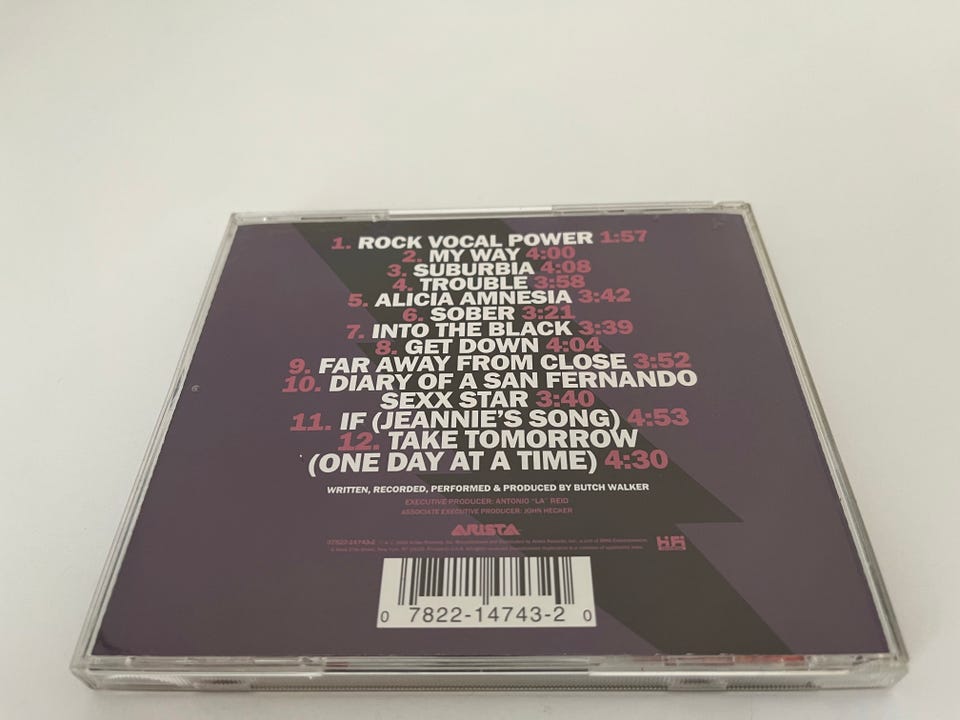 1. ROCK VOCAL POWER 1:57
2. MY WAY 4:00
3. SUBURBIA 4:08
4. TROUBLE 3:58
5. ALICIA AMNESIA 3:42
6. SOBER 3:21
7. INTO THE BLACK 3:39
8. GET DOWN 4:04
9. FAR AWAY FROM CLOSE 3:52
10. DIARY OF A SAN FERNANDO
SEXX STAR 3:40
11. IF (JEANNIE'S SONG) 4:53
12. TAKE TOMORROW
(ONE DAY AT A TIME) 4:30
WRITTEN, RECORDED, PERFORMED & PRODUCED BY BUTCH WALKER
EXECUTIVE PRODUCER: ANTONIO "LA" REID
ASSOCIATE EXECUTIVE PRODUCER: JOHN HECKER
ARISTA
07822-14743-2
0 7822-14743-2 0